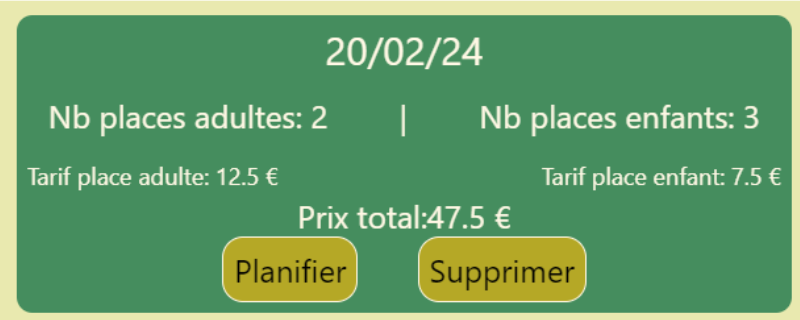 20/02/24
Nb places adultes: 2 | Nb places enfants: 3
Tarif place adulte: 12.5 € Tarif place enfant: 7.5 €
Prix total:47.5 €
Planifier Supprimer